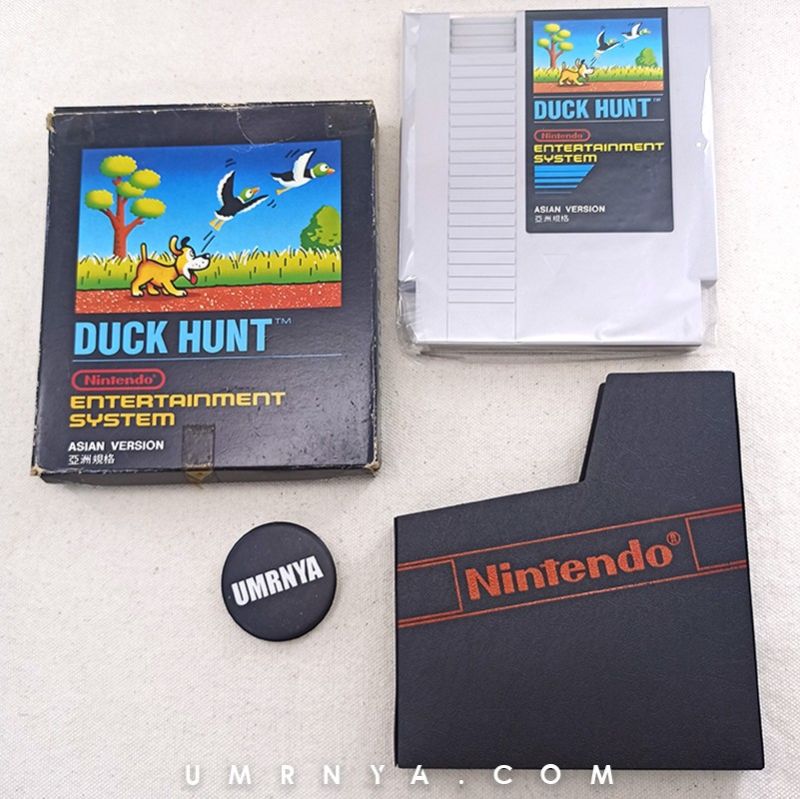 DUCK HUNT™
Nintendo®
ENTERTAINMENT
SYSTEM
ASIAN VERSION
亞洲規格
DUCK HUNT™
Nintendo
ENTERTAINMENT
SYSTEM
ASIAN VERSION
亞洲規格
UMRNYA
Nintendo®
UMRNYA.COM